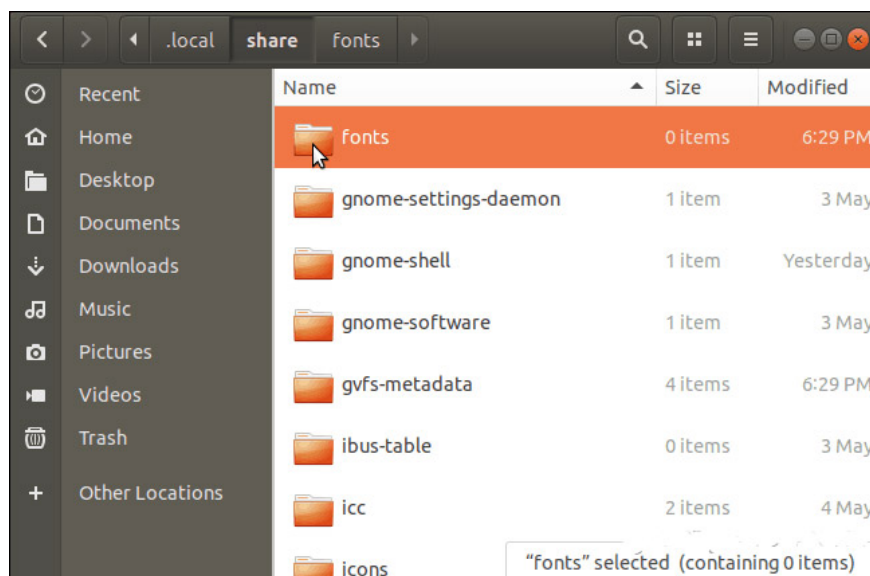 .local share fonts
Name Size Modified
Recent
Home
Desktop
Documents
Downloads
Music
Pictures
Videos
Trash
Other Locations
fonts 0 items 6:29 PM
gnome-settings-daemon 1 item 3 May
gnome-shell 1 item Yesterday
gnome-software 1 item 3 May
gvfs-metadata 4 items 6:29 PM
ibus-table 0 items 3 May
icc 2 items 4 May
icons
“fonts” selected (containing 0 items)